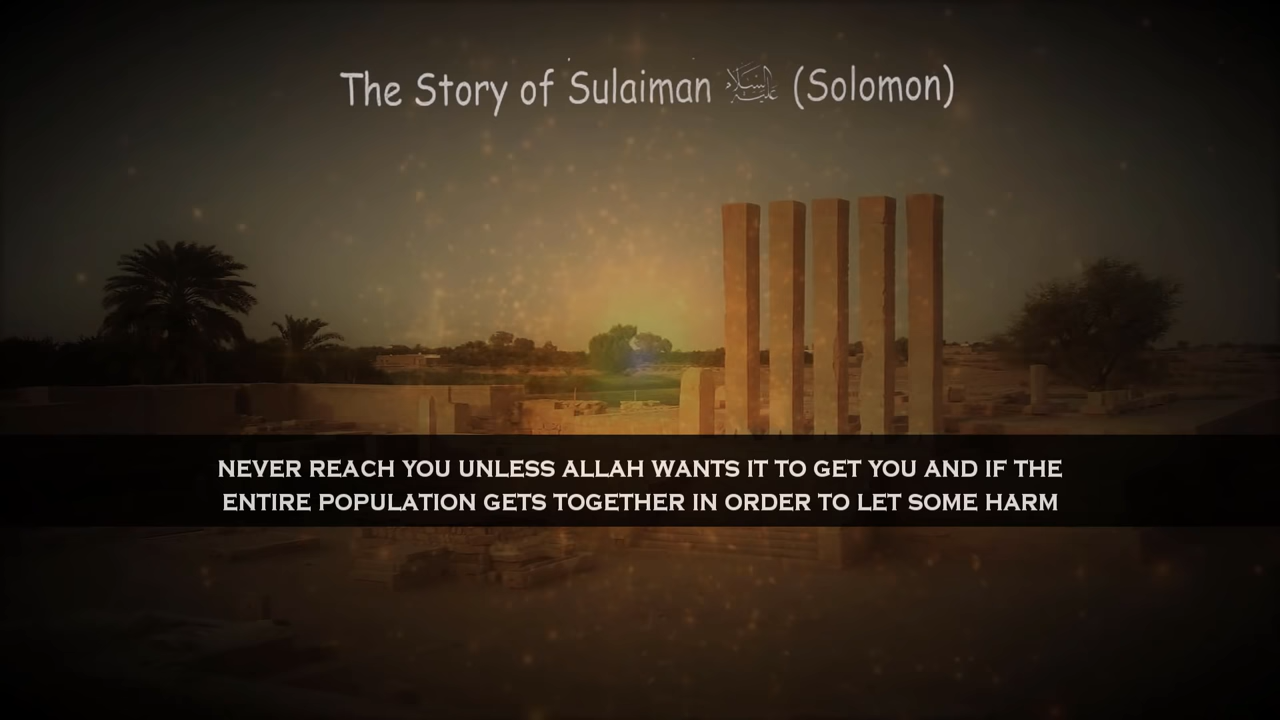 The Story of Sulaiman عليه السلام (Solomon)
NEVER REACH YOU UNLESS ALLAH WANTS IT TO GET YOU AND IF THE
ENTIRE POPULATION GETS TOGETHER IN ORDER TO LET SOME HARM